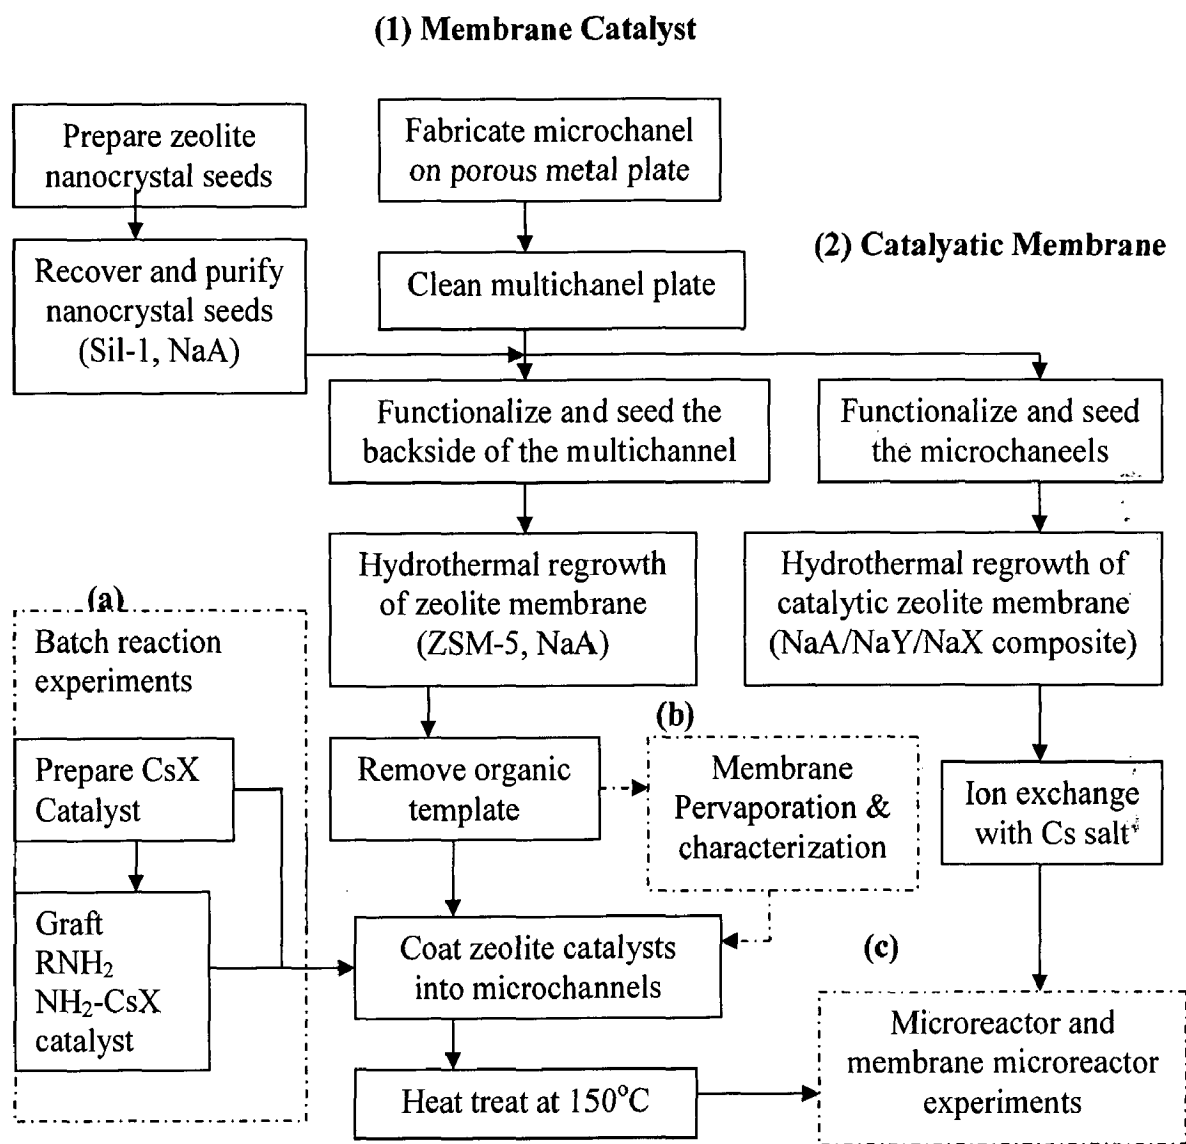 (1) Membrane Catalyst
Prepare zeolite
nanocrystal seeds
Fabricate microchanel
on porous metal plate
(2) Catalyatic Membrane
Recover and purify
nanocrystal seeds
(Sil-1, NaA)
Clean multichanel plate
Functionalize and seed the
backside of the multichannel
Functionalize and seed
the microchaneels
Hydrothermal regrowth
of zeolite membrane
(ZSM-5, NaA)
Hydrothermal regrowth of
catalytic zeolite membrane
(NaA/NaY/NaX composite)
(a)
Batch reaction
experiments
(b)
Prepare CsX
Catalyst
Remove organic
template
Membrane
Pervaporation &
characterization
Ion exchange
with Cs salt
Graft
RNH₂
NH₂-CsX
catalyst
Coat zeolite catalysts
into microchannels
(c)
Heat treat at 150°C
Microreactor and
membrane microreactor
experiments